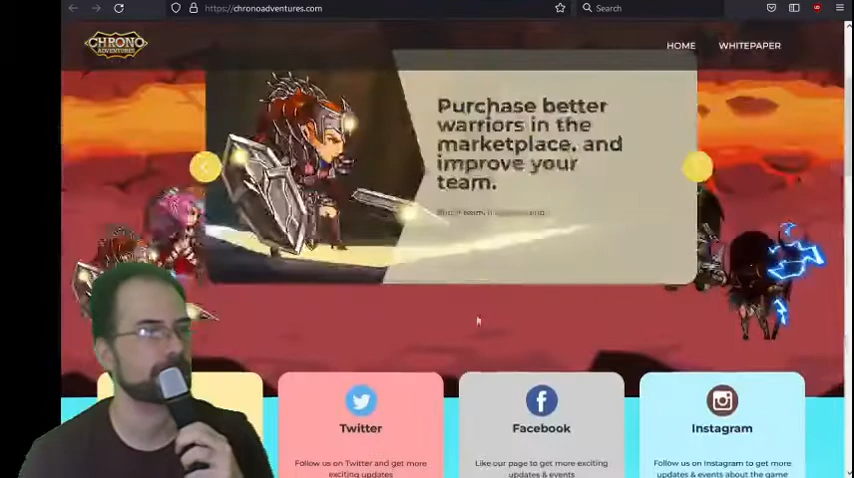 https://chronoadventures.com
Search
CHRONO
ADVENTURES
HOME
WHITEPAPER
Purchase better
warriors in the
marketplace, and
improve your
team.
Twitter
Facebook
Instagram
Follow us on Twitter and get more
exciting updates
Like our page to get more exciting
updates & events
Follow us on Instagram to get more
updates & events about the game